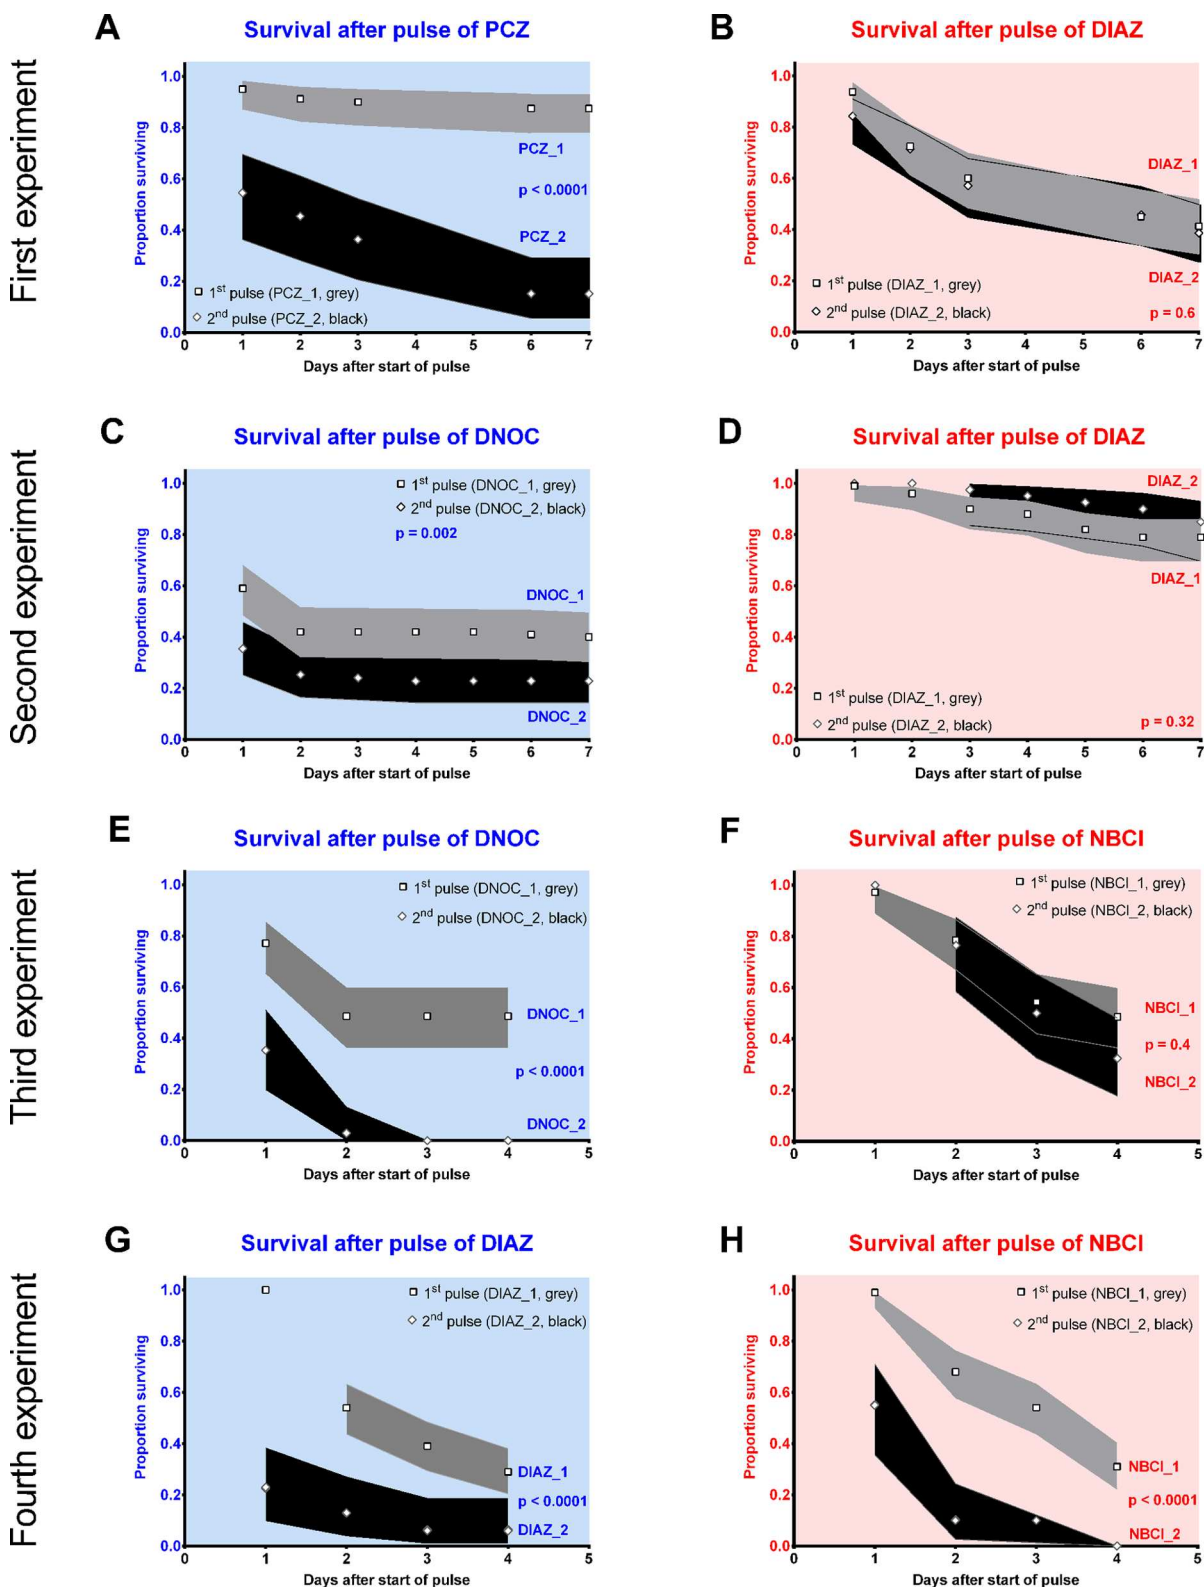 First experiment
A
Survival after pulse of PCZ
Proportion surviving
1.0
0.8
0.6
0.4
0.2
0.0
PCZ_1
p < 0.0001
PCZ_2
1st pulse (PCZ_1, grey)
2nd pulse (PCZ_2, black)
0 1 2 3 4 5 6 7
Days after start of pulse
B
Survival after pulse of DIAZ
Proportion surviving
1.0
0.8
0.6
0.4
0.2
0.0
DIAZ_1
DIAZ_2
p = 0.6
1st pulse (DIAZ_1, grey)
2nd pulse (DIAZ_2, black)
0 1 2 3 4 5 6 7
Days after start of pulse
Second experiment
C
Survival after pulse of DNOC
Proportion surviving
1.0
0.8
0.6
0.4
0.2
0.0
1st pulse (DNOC_1, grey)
2nd pulse (DNOC_2, black)
p = 0.002
DNOC_1
DNOC_2
0 1 2 3 4 5 6 7
Days after start of pulse
D
Survival after pulse of DIAZ
Proportion surviving
1.0
0.8
0.6
0.4
0.2
0.0
DIAZ_2
DIAZ_1
1st pulse (DIAZ_1, grey)
2nd pulse (DIAZ_2, black)
p = 0.32
0 1 2 3 4 5 6 7
Days after start of pulse
Third experiment
E
Survival after pulse of DNOC
Proportion surviving
1.0
0.8
0.6
0.4
0.2
0.0
1st pulse (DNOC_1, grey)
2nd pulse (DNOC_2, black)
DNOC_1
p < 0.0001
DNOC_2
0 1 2 3 4 5
Days after start of pulse
F
Survival after pulse of NBCI
Proportion surviving
1.0
0.8
0.6
0.4
0.2
0.0
1st pulse (NBCI_1, grey)
2nd pulse (NBCI_2, black)
NBCI_1
p = 0.4
NBCI_2
0 1 2 3 4 5
Days after start of pulse
Fourth experiment
G
Survival after pulse of DIAZ
Proportion surviving
1.0
0.8
0.6
0.4
0.2
0.0
1st pulse (DIAZ_1, grey)
2nd pulse (DIAZ_2, black)
DIAZ_1
p < 0.0001
DIAZ_2
0 1 2 3 4 5
Days after start of pulse
H
Survival after pulse of NBCI
Proportion surviving
1.0
0.8
0.6
0.4
0.2
0.0
1st pulse (NBCI_1, grey)
2nd pulse (NBCI_2, black)
NBCI_1
p < 0.0001
NBCI_2
0 1 2 3 4 5
Days after start of pulse